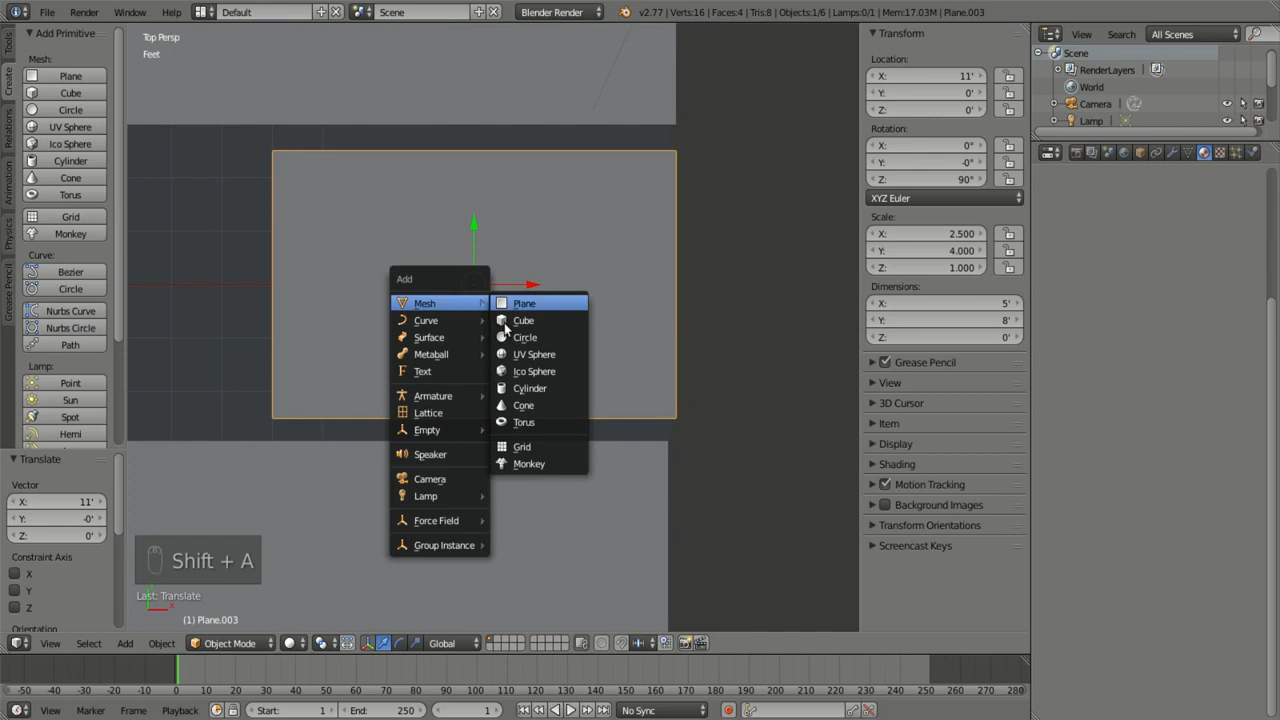 File Render Window Help Default Scene Blender Render v2.77 | Verts:16 | Faces:4 | Tris:8 | Objects:1/6 | Lamps:0/1 | Mem:17.03M | Plane.003
Tools
Create
Relations
Animation
Physics
Grease Pencil
Add Primitive
Mesh:
Plane
Cube
Circle
UV Sphere
Ico Sphere
Cylinder
Cone
Torus
Grid
Monkey
Curve:
Bezier
Circle
Nurbs Curve
Nurbs Circle
Path
Lamp:
Point
Sun
Spot
Hemi
Translate
Vector
X: 11'
Y: -0'
Z: 0'
Constraint Axis
X
Y
Z
Orientation
Top Persp
Feet
Add
Mesh
Curve
Surface
Metaball
Text
Armature
Lattice
Empty
Speaker
Camera
Lamp
Force Field
Group Instance
Plane
Cube
Circle
UV Sphere
Ico Sphere
Cylinder
Cone
Torus
Grid
Monkey
Shift + A
Last: Translate
x
(1) Plane.003
View Select Add Object Object Mode Global
Transform
Location:
X: 11'
Y: 0'
Z: 0'
Rotation:
X: 0°
Y: -0°
Z: 90°
XYZ Euler
Scale:
X: 2.500
Y: 4.000
Z: 1.000
Dimensions:
X: 5'
Y: 8'
Z: 0'
Grease Pencil
View
3D Cursor
Item
Display
Shading
Motion Tracking
Background Images
Transform Orientations
Screencast Keys
View Search All Scenes
Scene
RenderLayers
World
Camera
Lamp
-50 -40 -30 -20 -10 0 10 20 30 40 50 60 70 80 90 100 110 120 130 140 150 160 170 180 190 200 210 220 230 240 250 260 270 280
View Marker Frame Playback Start: 1 End: 250 1 No Sync